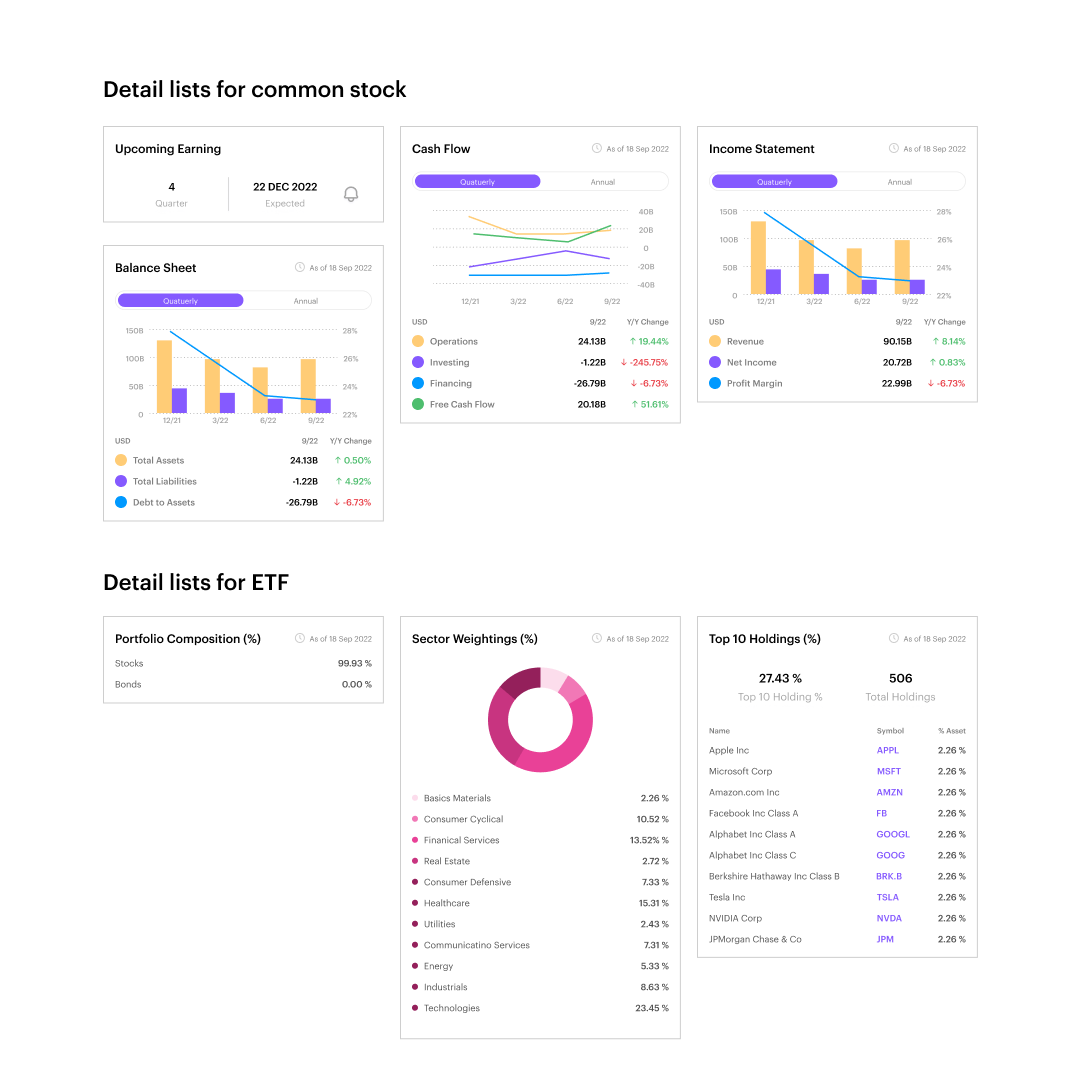 Detail lists for common stock
Upcoming Earning
4
Quarter
22 DEC 2022
Expected
Balance Sheet
As of 18 Sep 2022
Quatuerly
Annual
150B
100B
50B
0
28%
26%
24%
22%
12/21 3/22 6/22 9/22
USD 9/22 Y/Y Change
Total Assets 24.13B ↑ 0.50%
Total Liabilities -1.22B ↑ 4.92%
Debt to Assets -26.79B ↓ -6.73%
Cash Flow
As of 18 Sep 2022
Quatuerly
Annual
40B
20B
0
-20B
-40B
12/21 3/22 6/22 9/22
USD 9/22 Y/Y Change
Operations 24.13B ↑ 19.44%
Investing -1.22B ↓ -245.75%
Financing -26.79B ↓ -6.73%
Free Cash Flow 20.18B ↑ 51.61%
Income Statement
As of 18 Sep 2022
Quatuerly
Annual
150B
100B
50B
0
28%
26%
24%
22%
12/21 3/22 6/22 9/22
USD 9/22 Y/Y Change
Revenue 90.15B ↑ 8.14%
Net Income 20.72B ↑ 0.83%
Profit Margin 22.99B ↓ -6.73%
Detail lists for ETF
Portfolio Composition (%)
As of 18 Sep 2022
Stocks 99.93 %
Bonds 0.00 %
Sector Weightings (%)
As of 18 Sep 2022
Basics Materials 2.26 %
Consumer Cyclical 10.52 %
Finanical Services 13.52% %
Real Estate 2.72 %
Consumer Defensive 7.33 %
Healthcare 15.31 %
Utilities 2.43 %
Communicatino Services 7.31 %
Energy 5.33 %
Industrials 8.63 %
Technologies 23.45 %
Top 10 Holdings (%)
As of 18 Sep 2022
27.43 %
Top 10 Holding %
506
Total Holdings
Name Symbol % Asset
Apple Inc APPL 2.26 %
Microsoft Corp MSFT 2.26 %
Amazon.com Inc AMZN 2.26 %
Facebook Inc Class A FB 2.26 %
Alphabet Inc Class A GOOGL 2.26 %
Alphabet Inc Class C GOOG 2.26 %
Berkshire Hathaway Inc Class B BRK.B 2.26 %
Tesla Inc TSLA 2.26 %
NVIDIA Corp NVDA 2.26 %
JPMorgan Chase & Co JPM 2.26 %